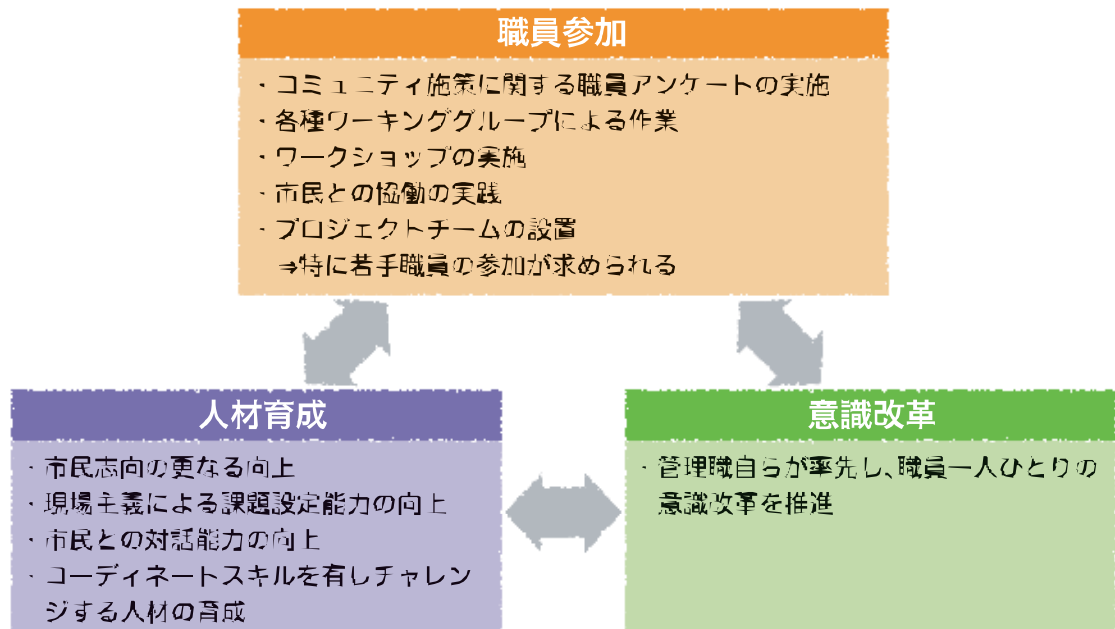 職員参加
・コミュニティ施策に関する職員アンケートの実施
・各種ワーキンググループによる作業
・ワークショップの実施
・市民との協働の実践
・プロジェクトチームの設置
⇒特に若手職員の参加が求められる
人材育成
・市民志向の更なる向上
・現場主義による課題設定能力の向上
・市民との対話能力の向上
・コーディネートスキルを有しチャレン
ジする人材の育成
意識改革
・管理職自らが率先し、職員一人ひとりの
意識改革を推進